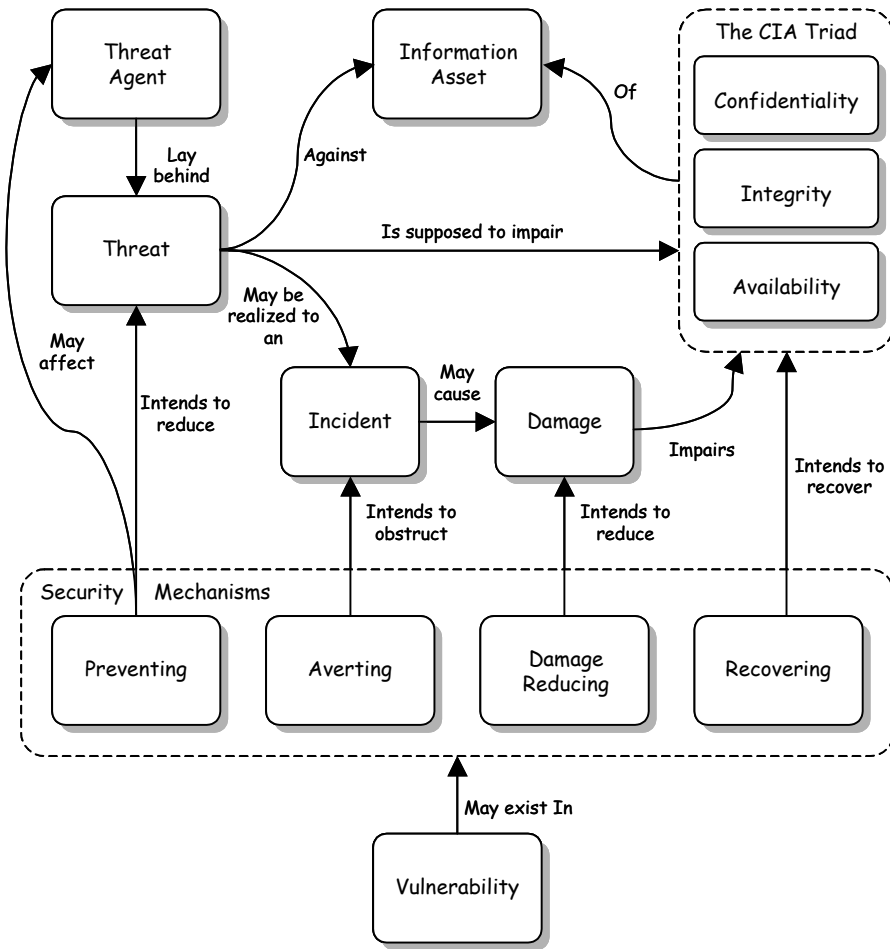 Threat
Agent
Information
Asset
The CIA Triad
Confidentiality
Integrity
Availability
Of
Against
Lay
behind
Threat
Is supposed to impair
May be
realized to
an
May
affect
Intends to
reduce
Incident
May
cause
Damage
Impairs
Intends to
recover
Intends to
obstruct
Intends to
reduce
Security Mechanisms
Preventing
Averting
Damage
Reducing
Recovering
May exist In
Vulnerability